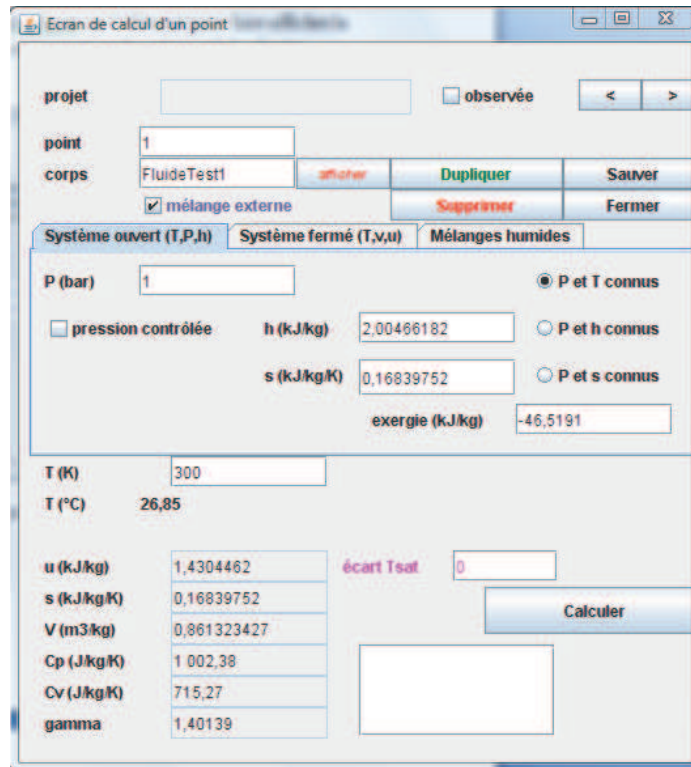 Ecran de calcul d'un point
projet
observée
<
>
point
1
corps
FluideTest1
afficher
Dupliquer
Sauver
mélange externe
Supprimer
Fermer
Système ouvert (T,P,h)
Système fermé (T,v,u)
Mélanges humides
P (bar)
1
P et T connus
pression contrôlée
h (kJ/kg)
2,00466182
P et h connus
s (kJ/kg/K)
0,16839752
P et s connus
exergie (kJ/kg)
-46,5191
T (K)
300
T (°C)
26,85
u (kJ/kg)
1,4304462
écart Tsat
0
s (kJ/kg/K)
0,16839752
Calculer
V (m3/kg)
0,861323427
Cp (J/kg/K)
1 002,38
Cv (J/kg/K)
715,27
gamma
1,40139